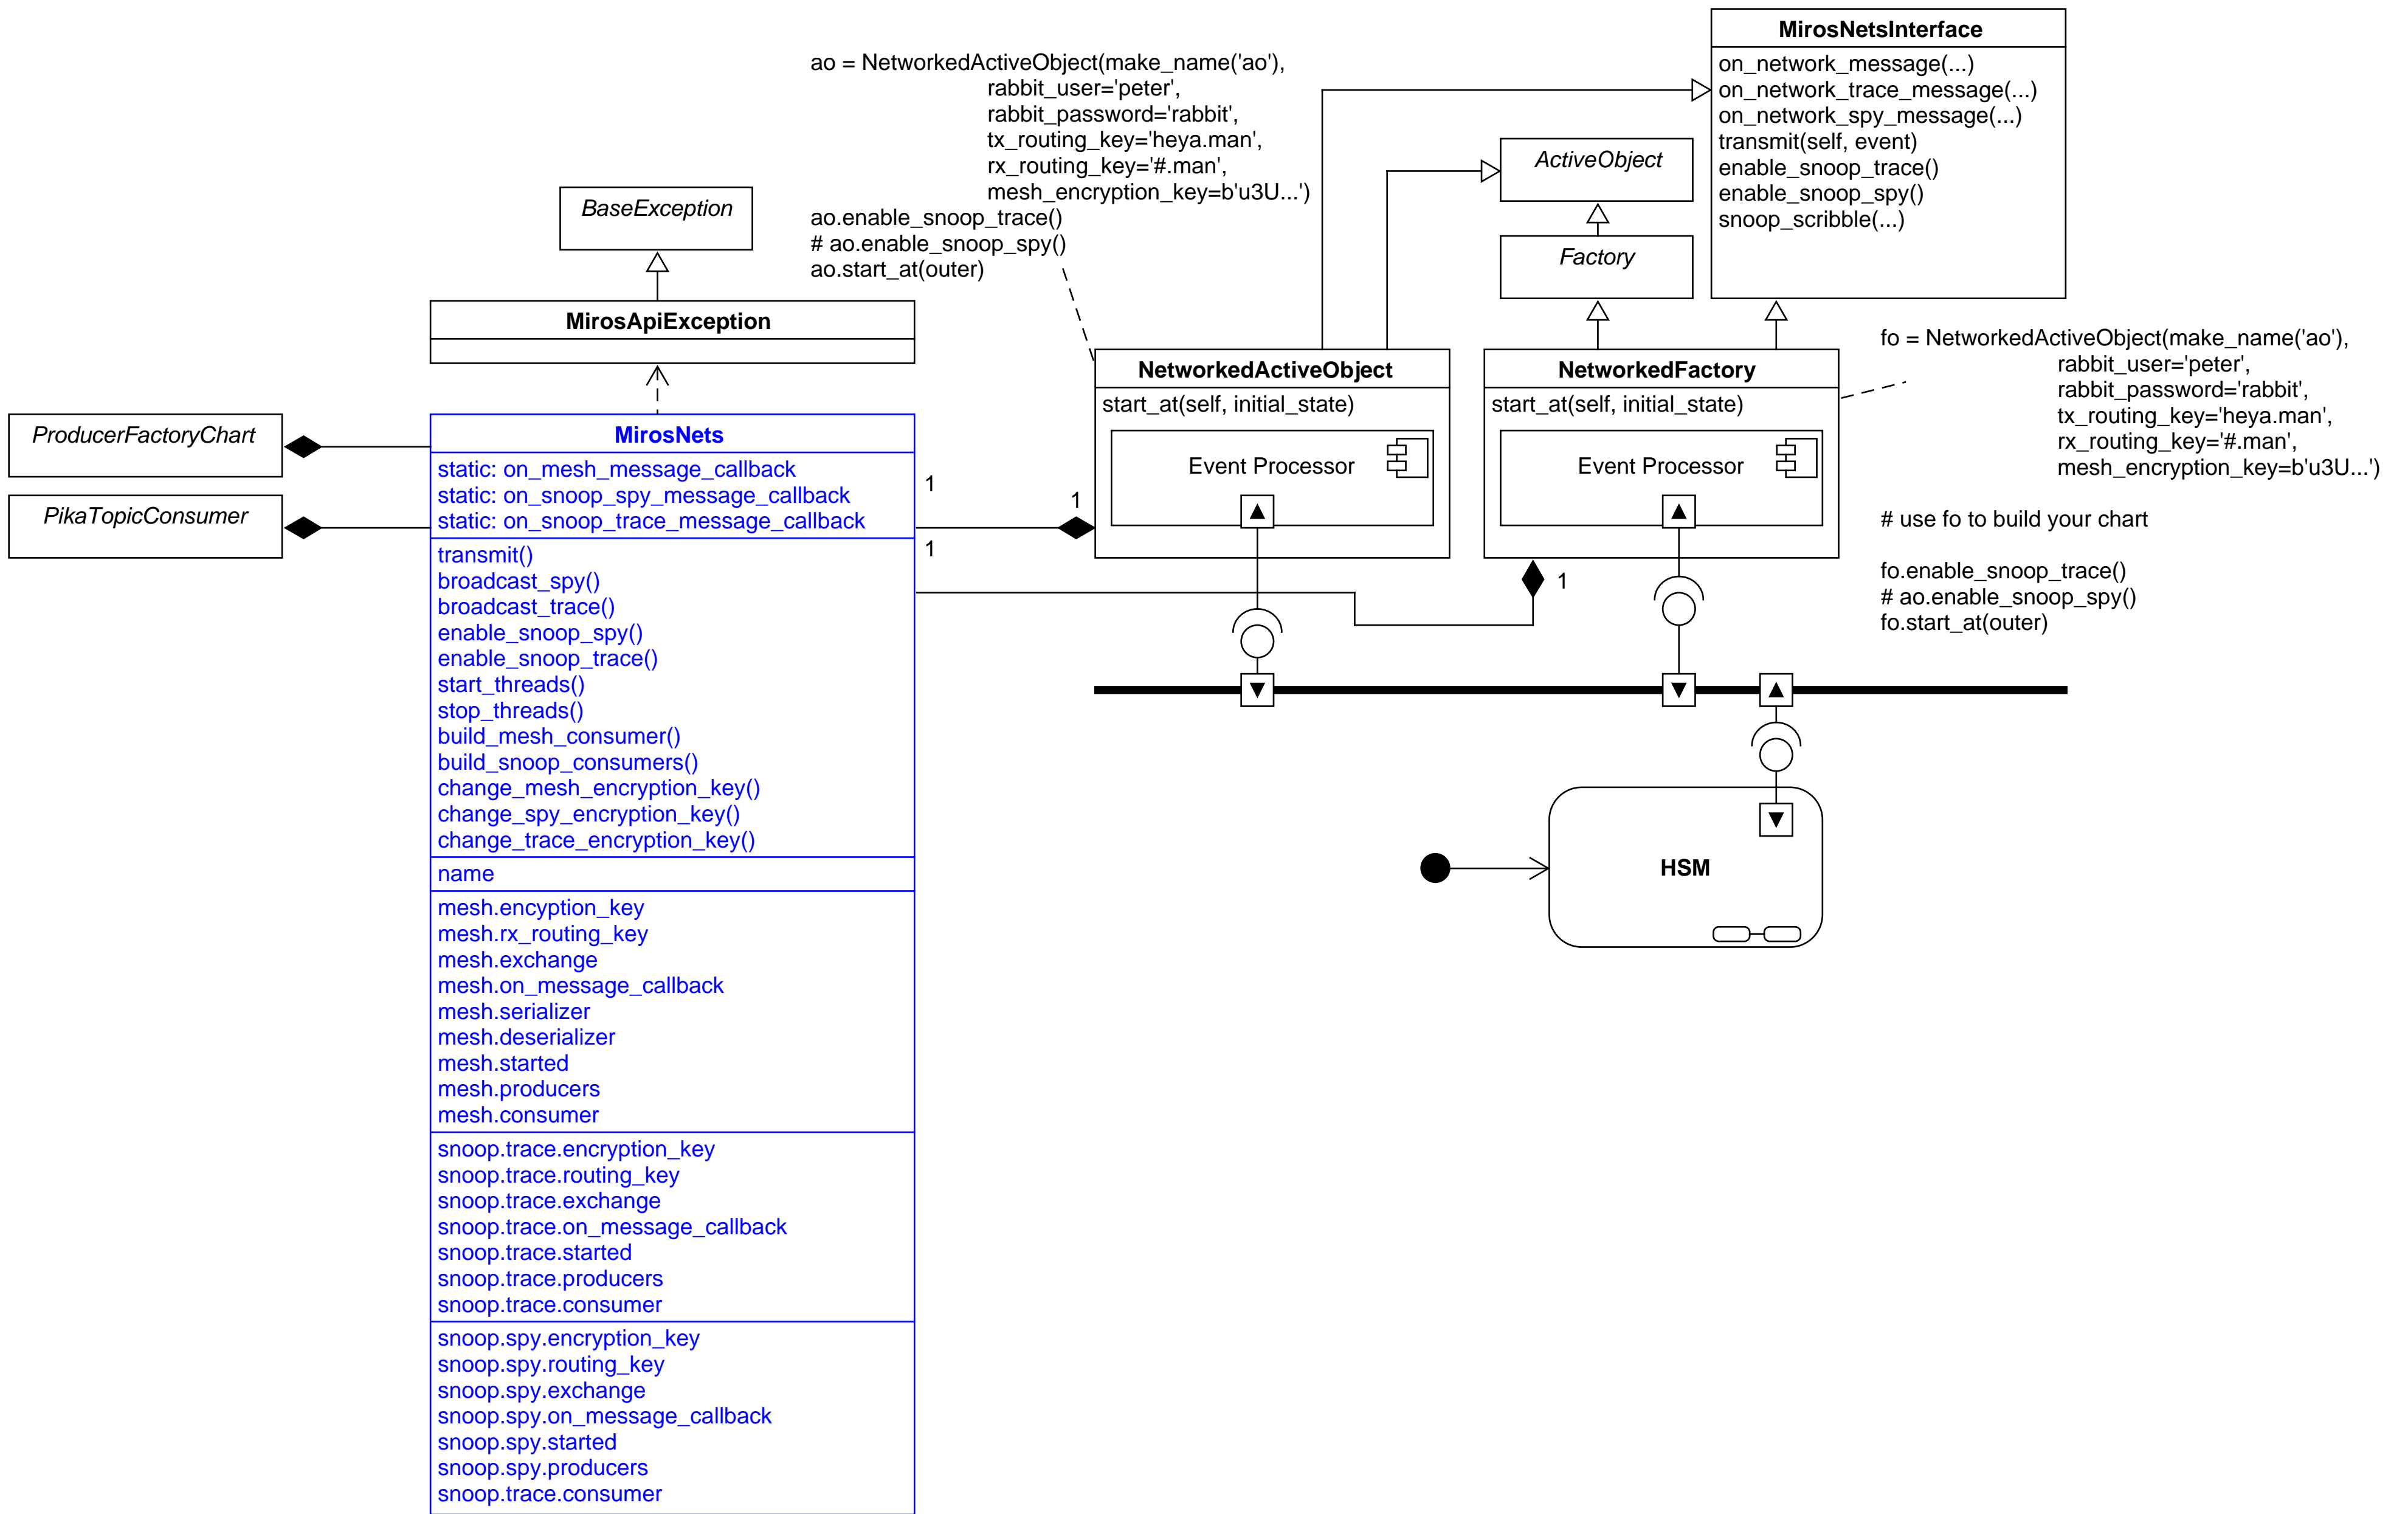 MirosNetsInterface
on_network_message(...)
on_network_trace_message(...)
on_network_spy_message(...)
transmit(self, event)
enable_snoop_trace()
enable_snoop_spy()
snoop_scribble(...)
ao = NetworkedActiveObject(make_name('ao'),
rabbit_user='peter',
rabbit_password='rabbit',
tx_routing_key='heya.man',
rx_routing_key='#.man',
mesh_encryption_key=b'u3U...')
ao.enable_snoop_trace()
# ao.enable_snoop_spy()
ao.start_at(outer)
ActiveObject
Factory
BaseException
MirosApiException
NetworkedActiveObject
start_at(self, initial_state)
Event Processor
NetworkedFactory
start_at(self, initial_state)
Event Processor
fo = NetworkedActiveObject(make_name('ao'),
rabbit_user='peter',
rabbit_password='rabbit',
tx_routing_key='heya.man',
rx_routing_key='#.man',
mesh_encryption_key=b'u3U...')
# use fo to build your chart
fo.enable_snoop_trace()
# ao.enable_snoop_spy()
fo.start_at(outer)
ProducerFactoryChart
PikaTopicConsumer
MirosNets
static: on_mesh_message_callback
static: on_snoop_spy_message_callback
static: on_snoop_trace_message_callback
transmit()
broadcast_spy()
broadcast_trace()
enable_snoop_spy()
enable_snoop_trace()
start_threads()
stop_threads()
build_mesh_consumer()
build_snoop_consumers()
change_mesh_encryption_key()
change_spy_encryption_key()
change_trace_encryption_key()
name
mesh.encyption_key
mesh.rx_routing_key
mesh.exchange
mesh.on_message_callback
mesh.serializer
mesh.deserializer
mesh.started
mesh.producers
mesh.consumer
snoop.trace.encryption_key
snoop.trace.routing_key
snoop.trace.exchange
snoop.trace.on_message_callback
snoop.trace.started
snoop.trace.producers
snoop.trace.consumer
snoop.spy.encryption_key
snoop.spy.routing_key
snoop.spy.exchange
snoop.spy.on_message_callback
snoop.spy.started
snoop.spy.producers
snoop.trace.consumer
1
1
1
1
HSM